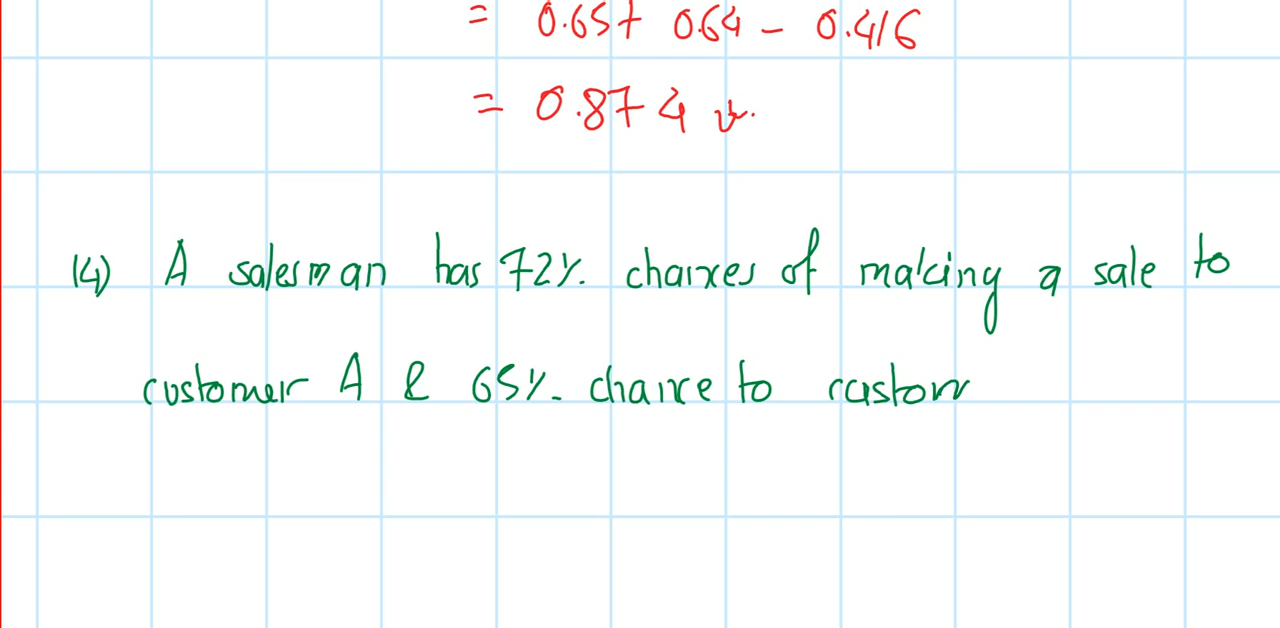 = 0.65+ 0.64 - 0.416
= 0.874
(4) A salesman has 72% chances of making a sale to
customer A & 65% chance to custom